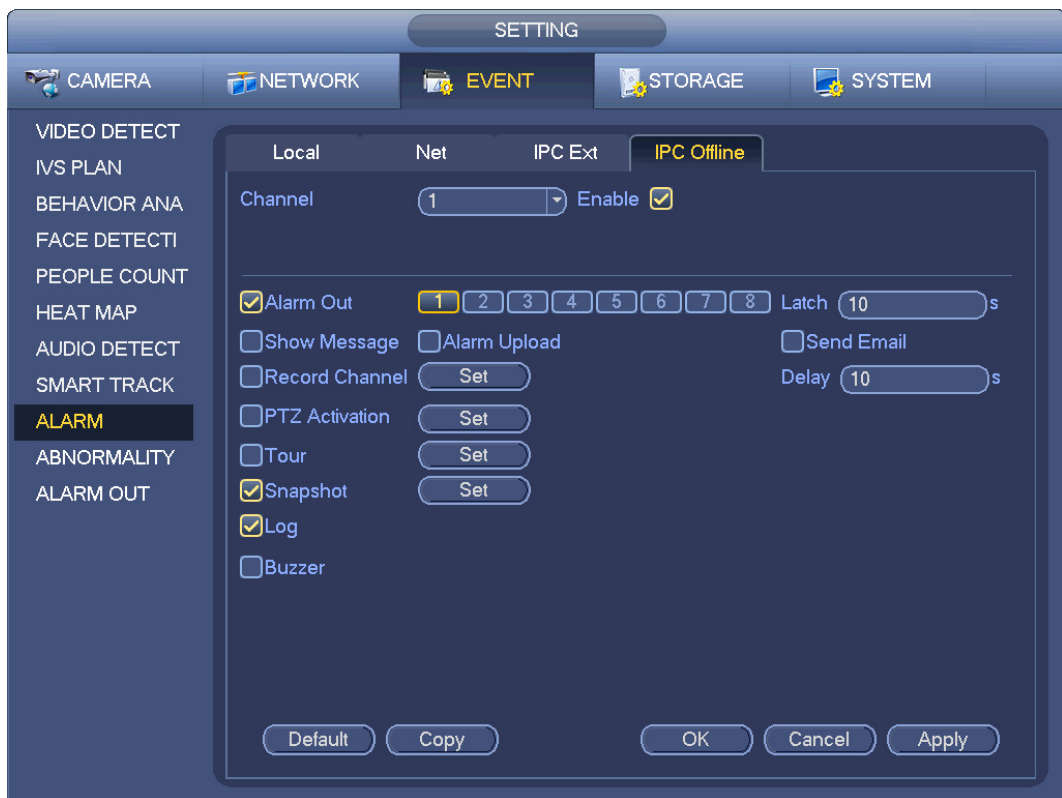 SETTING
CAMERA NETWORK EVENT STORAGE SYSTEM
VIDEO DETECT
IVS PLAN
BEHAVIOR ANA
FACE DETECTI
PEOPLE COUNT
HEAT MAP
AUDIO DETECT
SMART TRACK
ALARM
ABNORMALITY
ALARM OUT
Local Net IPC Ext IPC Offline
Channel 1 Enable
Alarm Out 1 2 3 4 5 6 7 8 Latch 10 s
Show Message Alarm Upload Send Email
Record Channel Set Delay 10 s
PTZ Activation Set
Tour Set
Snapshot Set
Log
Buzzer
Default Copy OK Cancel Apply